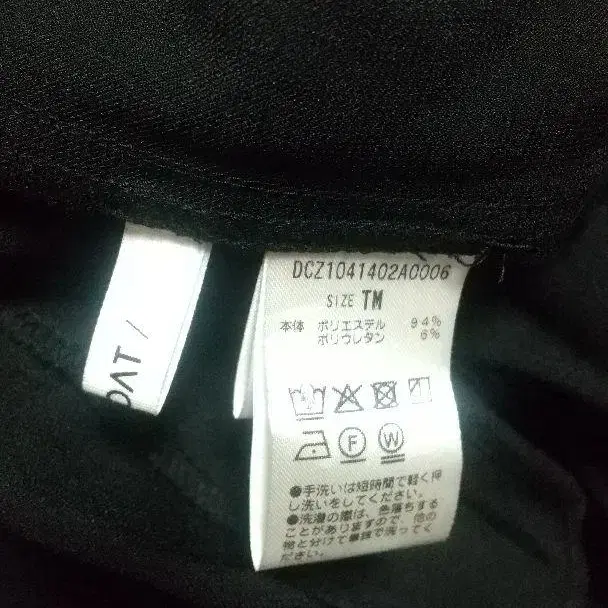 DCZ1041402A0006
SIZE TM
本体 ポリエステル 94%
ポリウレタン 6%
F W
●手洗いは短時間で軽く押
し洗いをしてください。
●洗濯の際は、色落ちする
ことがありますので、他の
物と分けて単独で洗ってく
ださい。